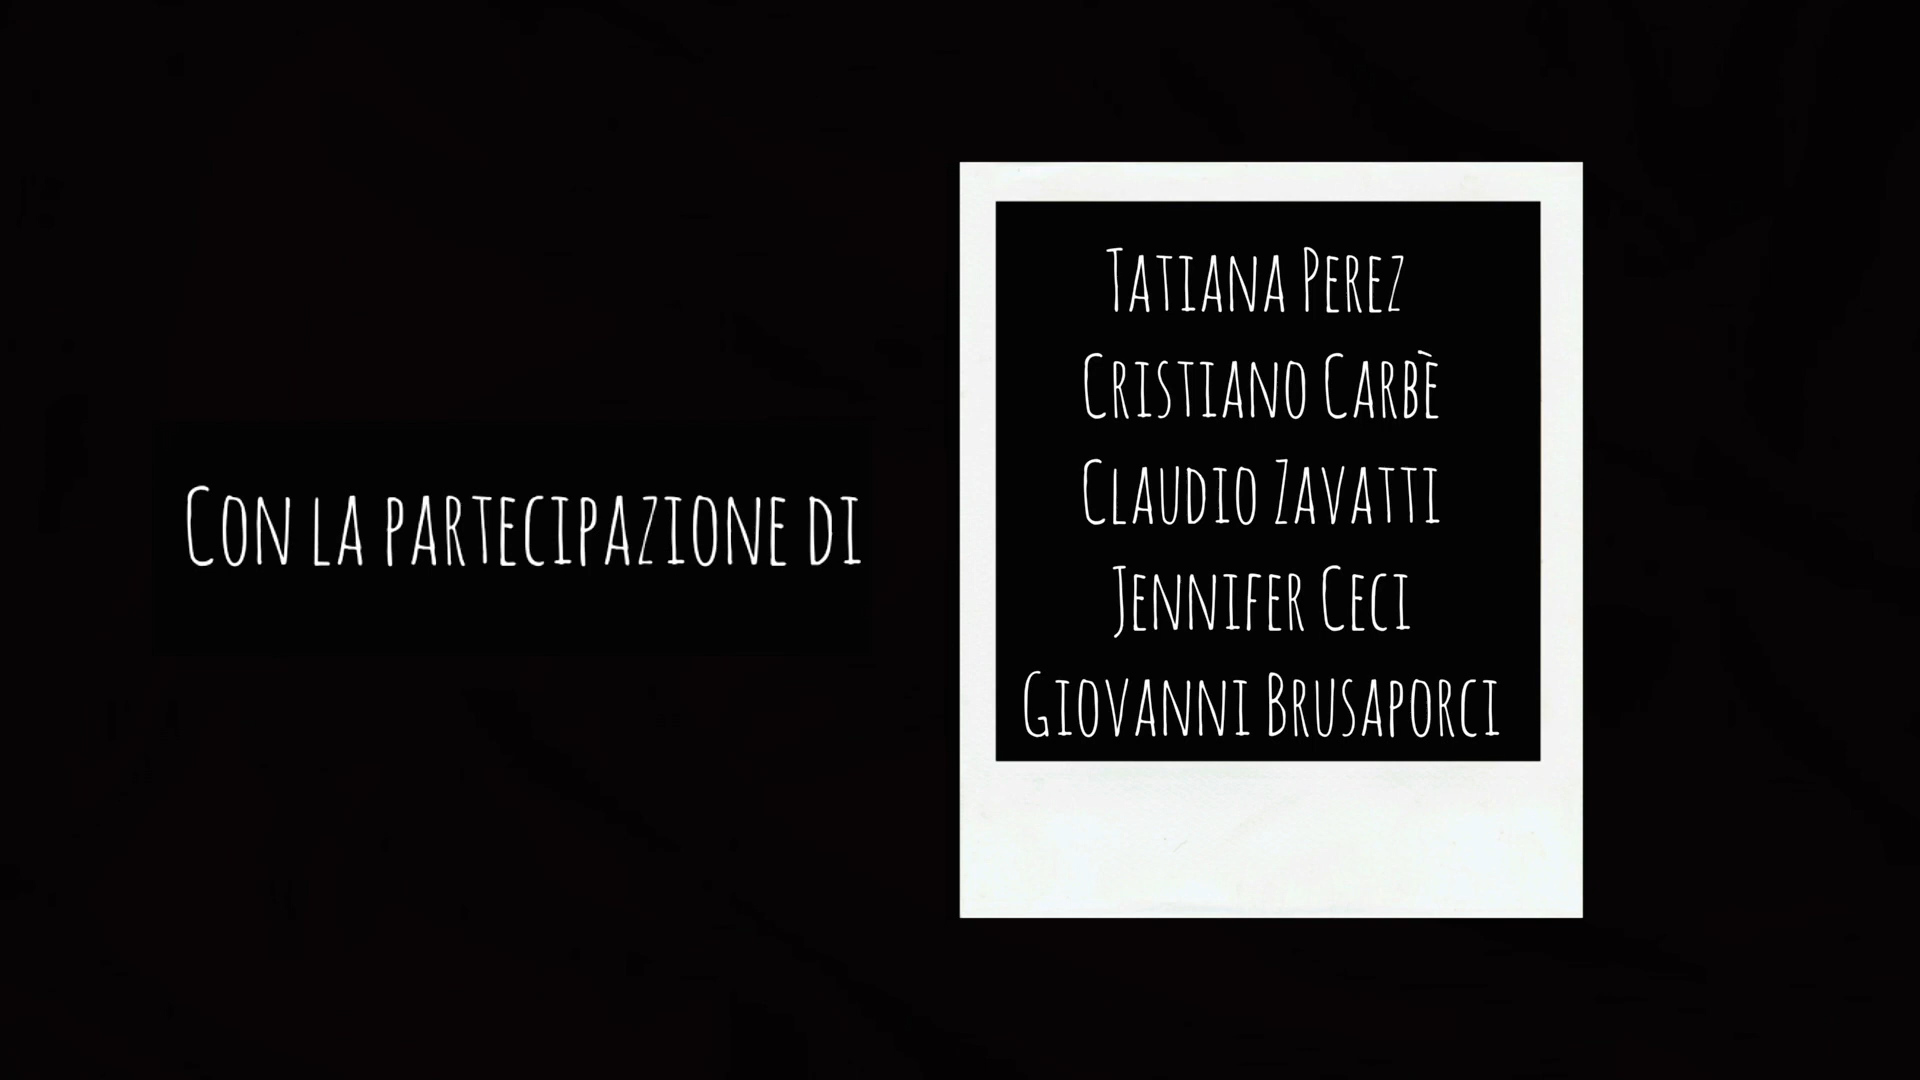 Con la partecipazione di
Tatiana Perez
Cristiano Carbè
Claudio Zavatti
Jennifer Ceci
Giovanni Brusaporci